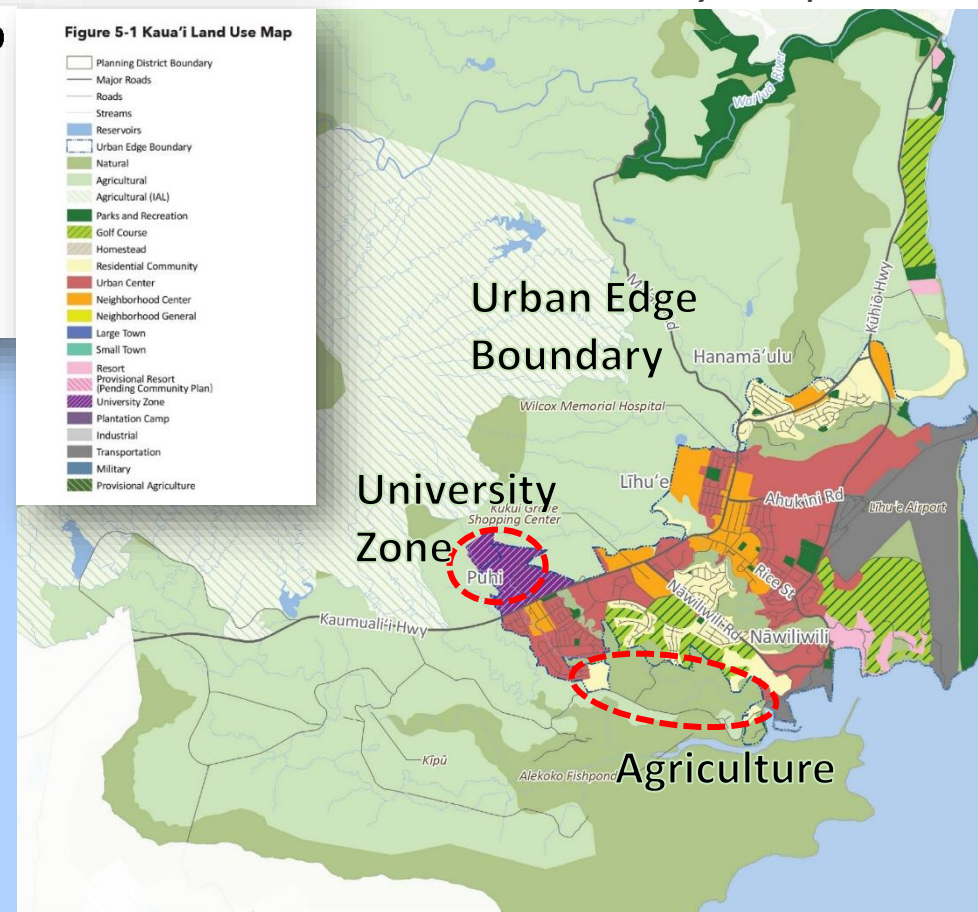 Figure 5-1 Kaua'i Land Use Map
Planning District Boundary
Major Roads
Roads
Streams
Reservoirs
Urban Edge Boundary
Natural
Agricultural
Agricultural (IAL)
Parks and Recreation
Golf Course
Homestead
Residential Community
Urban Center
Neighborhood Center
Neighborhood General
Large Town
Small Town
Resort
Provisional Resort
(Pending Community Plan)
University Zone
Plantation Camp
Industrial
Transportation
Military
Provisional Agriculture
Wailuā River
Kūhiō Hwy
Urban Edge
Boundary
Hanamā'ulu
Wilcox Memorial Hospital
Līhu'e
Ahukini Rd
Līhu'e Airport
University
Zone
Kukui Grove
Shopping Center
Puhi
Rice St
Nāwiliwili Rd
Nāwiliwili
Kaumuali'i Hwy
Kīpū
Alekoko Fishpond
Agriculture